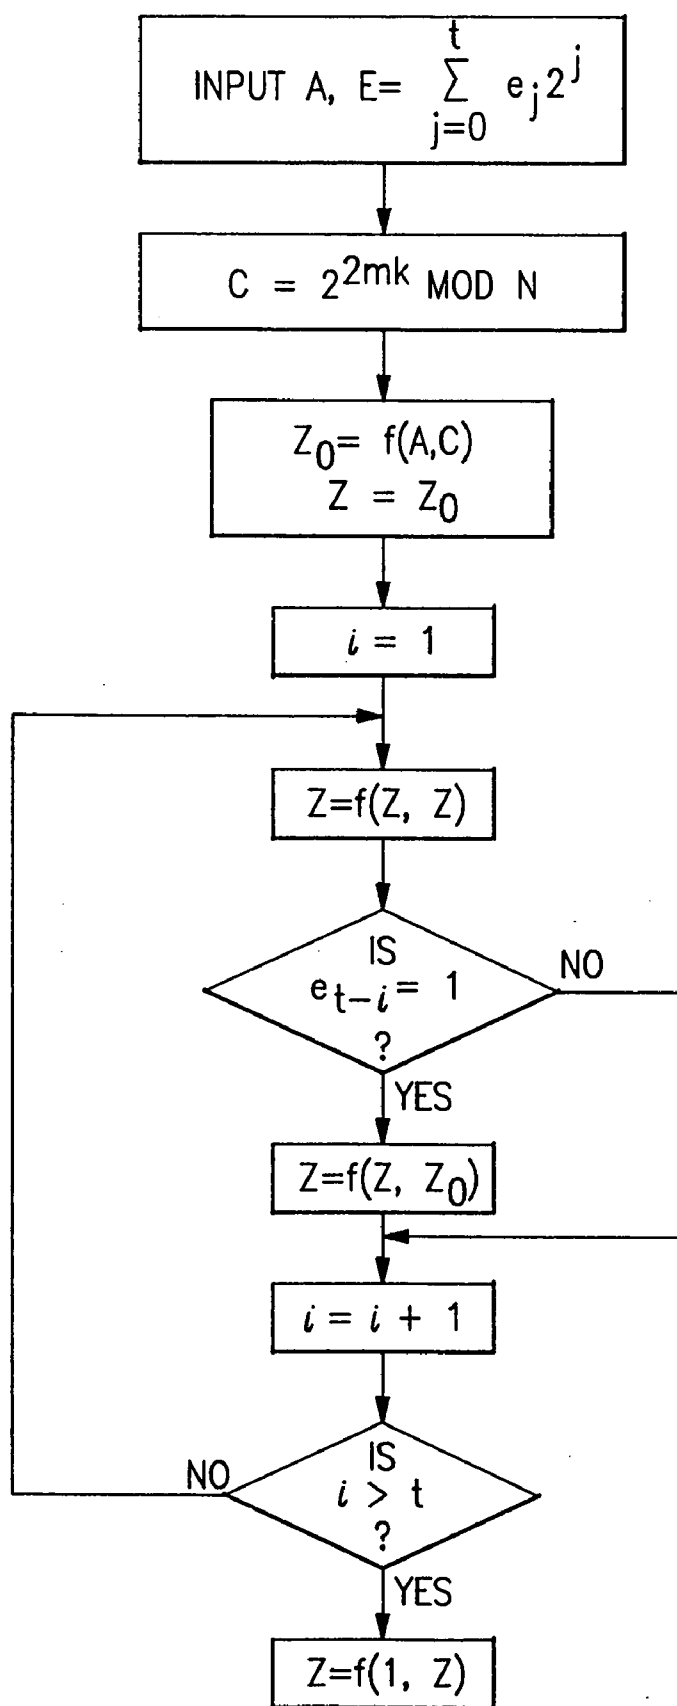 INPUT A, E= t∑j=0 e_j 2^j
C = 2^2mk MOD N
Z_0= f(A,C)
Z = Z_0
i = 1
Z=f(Z, Z)
IS
e_t-i= 1
?
NO
YES
Z=f(Z, Z_0)
i = i + 1
IS
i > t
?
NO
YES
Z=f(1, Z)